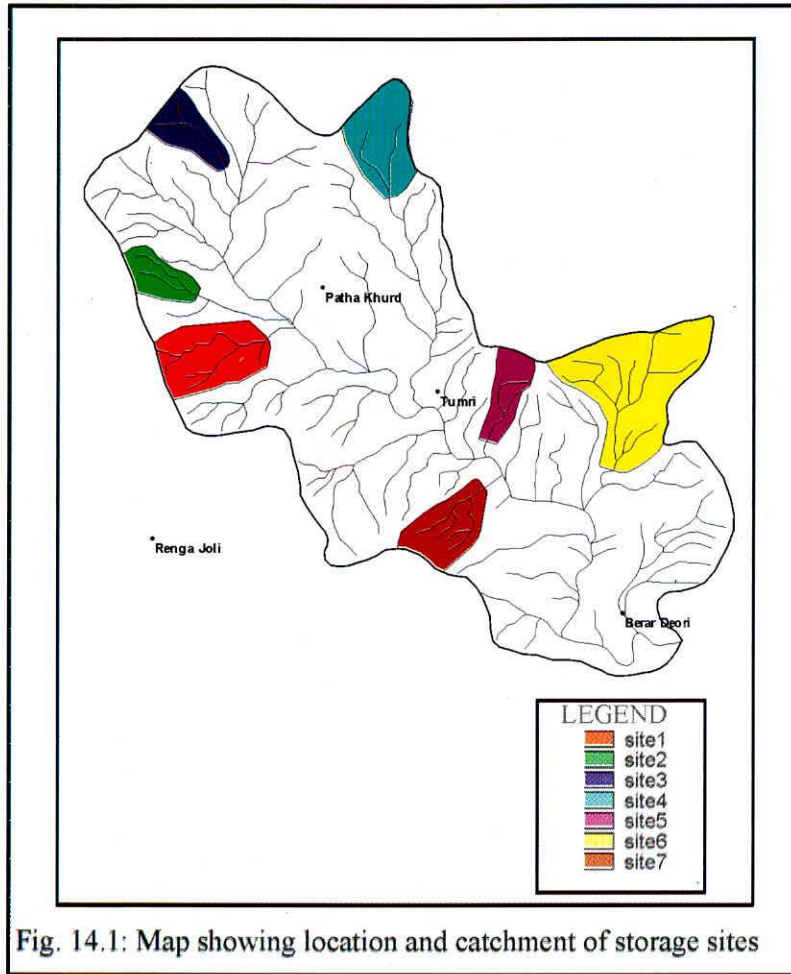 Patha Khurd
Tumri
Renga Joli
Berar Deori
LEGEND
site1
site2
site3
site4
site5
site6
site7
Fig. 14.1: Map showing location and catchment of storage sites